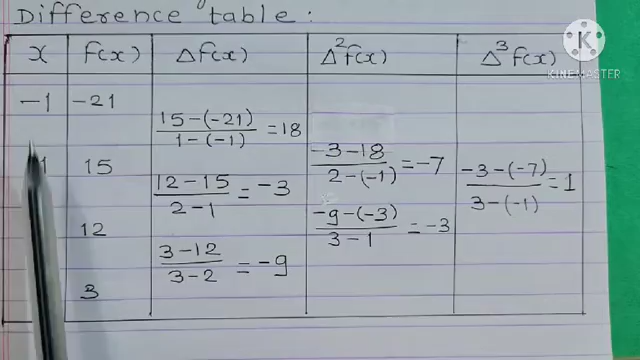 Difference table:
x f(x) Δf(x) Δ²f(x) Δ³f(x)
-1 -21
15-(-21)/1-(-1) = 18
1 15
-3-18/2-(-1) = -7
12-15/2-1 = -3
-3-(-7)/3-(-1) = 1
12
-9-(-3)/3-1 = -3
3-12/3-2 = -9
3
KINEMASTER